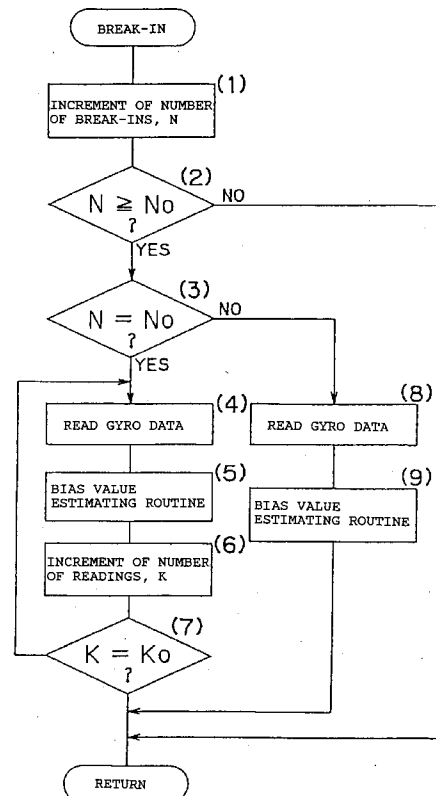 BREAK-IN
(1)
INCREMENT OF NUMBER
OF BREAK-INS, N
(2)
N ≧ No
?
NO
YES
(3)
N = No
?
NO
YES
(4)
READ GYRO DATA
(8)
READ GYRO DATA
(5)
BIAS VALUE
ESTIMATING ROUTINE
(9)
BIAS VALUE
ESTIMATING ROUTINE
(6)
INCREMENT OF NUMBER
OF READINGS, K
(7)
K = Ko
?
RETURN